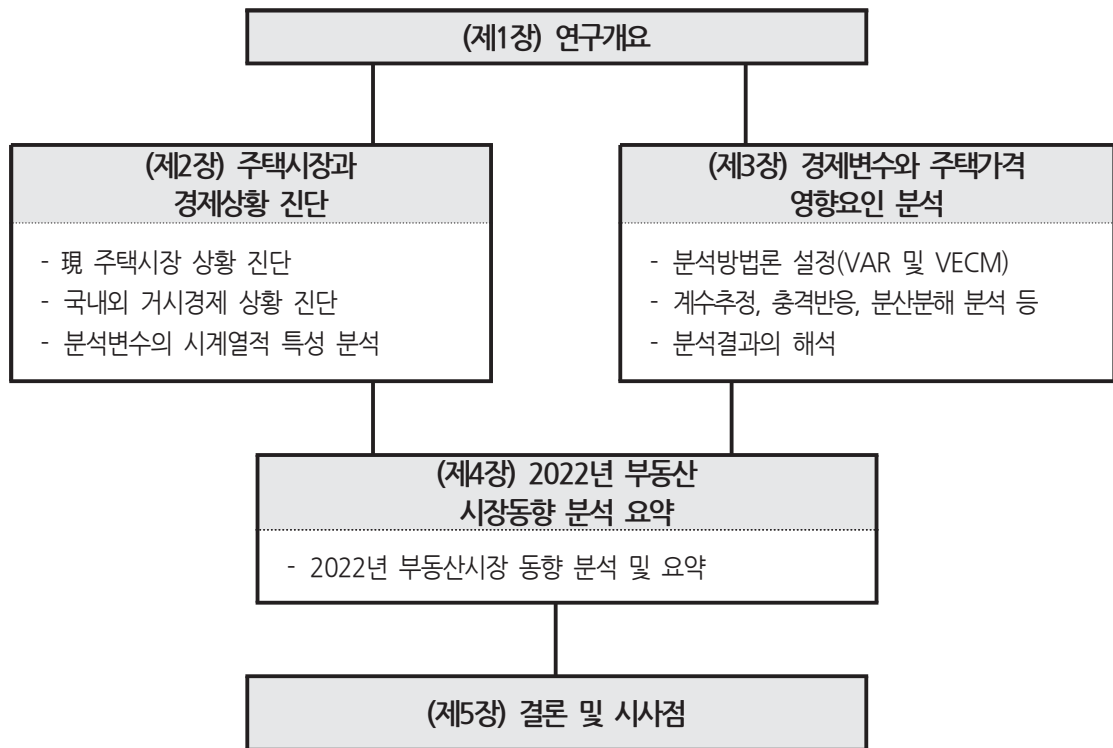 (제1장) 연구개요
(제2장) 주택시장과
경제상황 진단
- 現 주택시장 상황 진단
- 국내외 거시경제 상황 진단
- 분석변수의 시계열적 특성 분석
(제3장) 경제변수와 주택가격
영향요인 분석
- 분석방법론 설정(VAR 및 VECM)
- 계수추정, 충격반응, 분산분해 분석 등
- 분석결과의 해석
(제4장) 2022년 부동산
시장동향 분석 요약
- 2022년 부동산시장 동향 분석 및 요약
(제5장) 결론 및 시사점